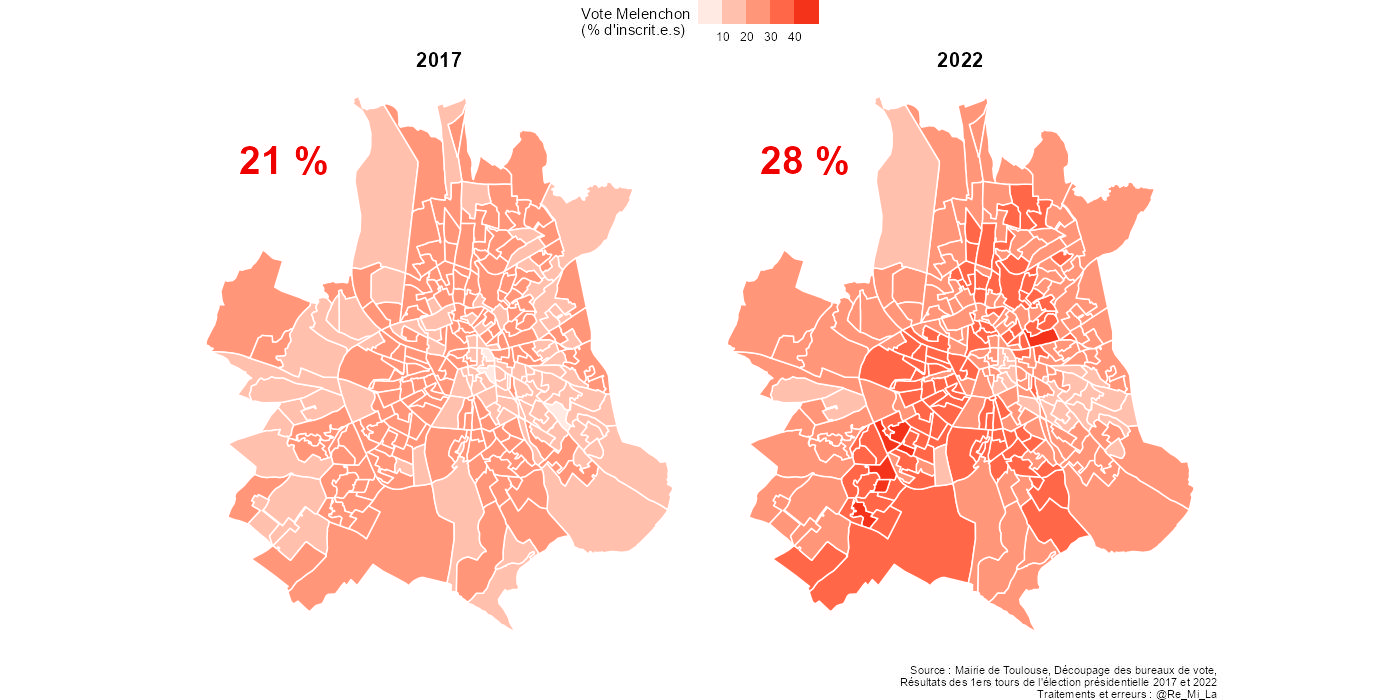 Vote Melenchon
(% d'inscrit.e.s)
10 20 30 40
2017
2022
21 %
28 %
Source : Mairie de Toulouse, Découpage des bureaux de vote,
Résultats des 1ers tours de l'élection présidentielle 2017 et 2022
Traitements et erreurs : @Re_Mi_La